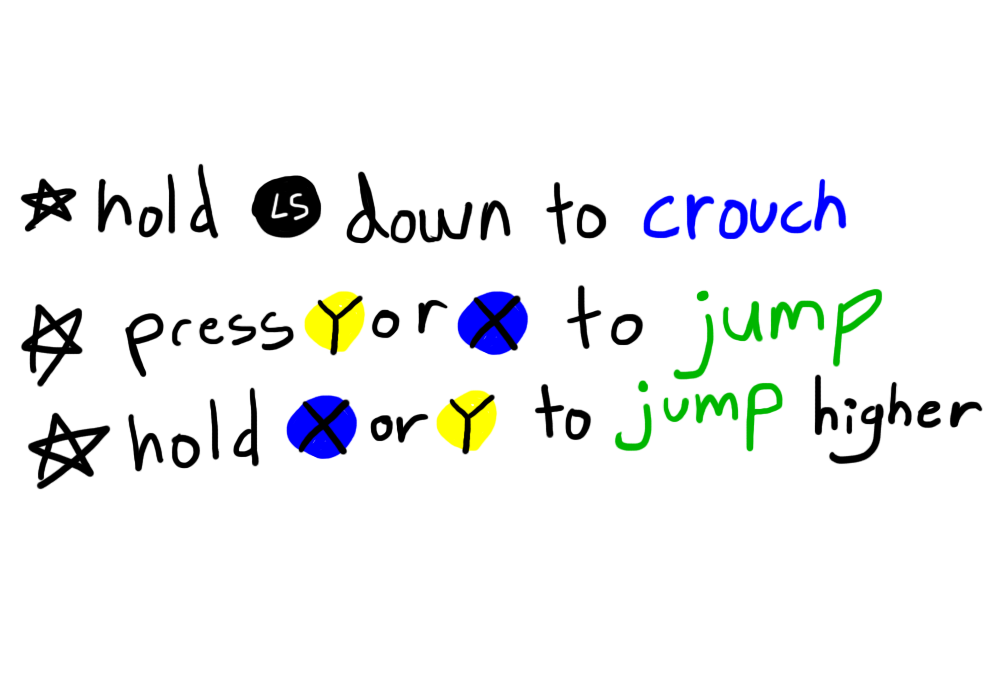 ☆ hold LS down to crouch
☆ press Y or X to jump
☆ hold X or Y to jump higher